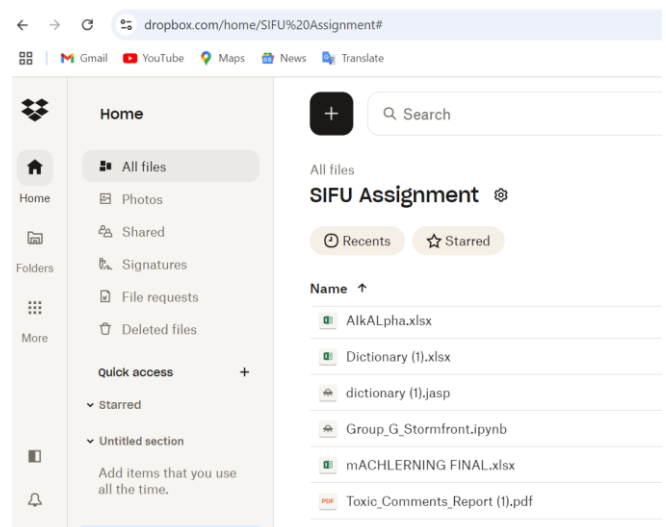 dropbox.com/home/SIFU%20Assignment#
Gmail YouTube Maps News Translate
Home
Home
All files
Photos
Shared
Signatures
File requests
Deleted files
Quick access +
Starred
Untitled section
Add items that you use
all the time.
Folders
More
+
Search
All files
SIFU Assignment
Recents Starred
Name ↑
AlkALpha.xlsx
Dictionary (1).xlsx
dictionary (1).jasp
Group_G_Stormfront.ipynb
mACHLERNING FINAL.xlsx
PDF Toxic_Comments_Report (1).pdf